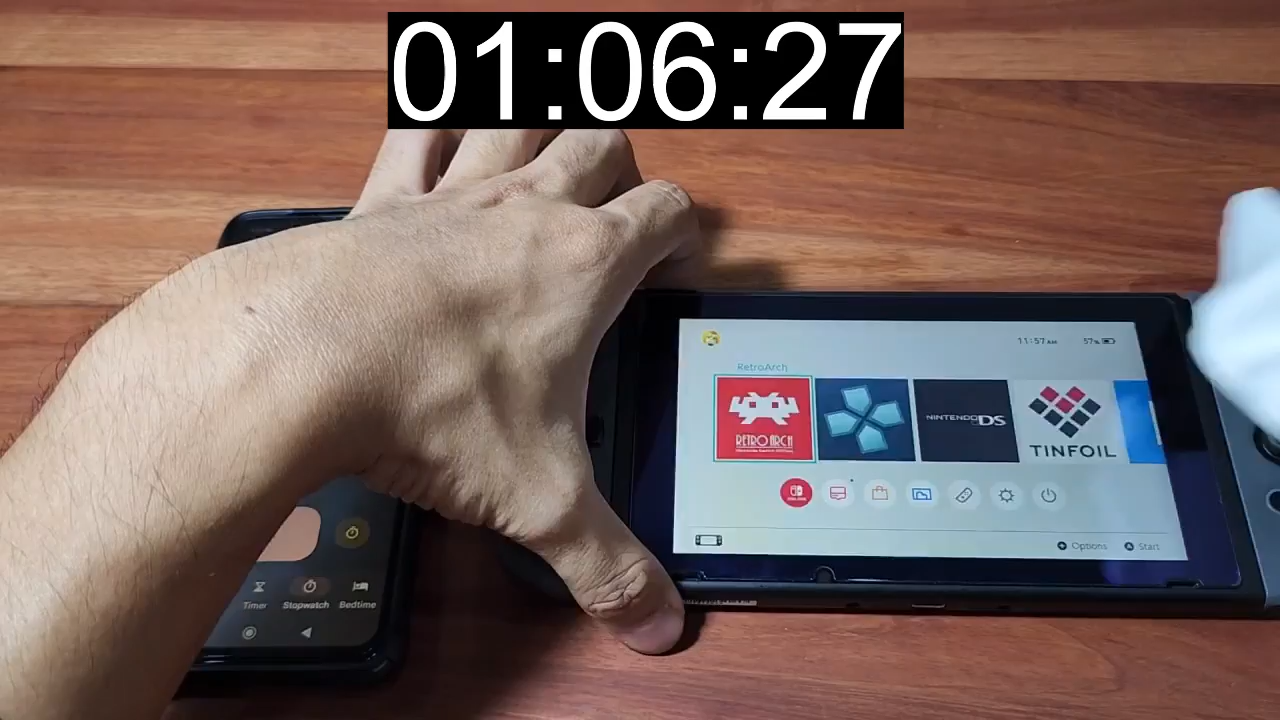 01:06:27
11:57 AM 57%
RetroArch
RETRO ARCH
NINTENDO DS
TINFOIL
Options Start
Timer Stopwatch Bedtime